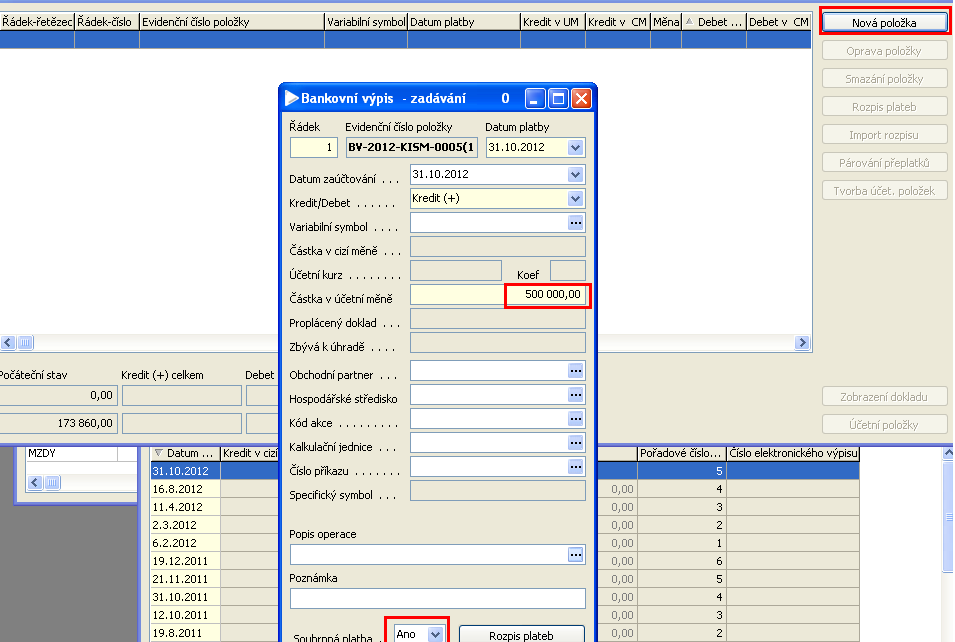 Řádek-řetězec Řádek-číslo Evidenční číslo položky Variabilní symbol Datum platby Kredit v UM Kredit v CM Měna Debet ... Debet v CM
Nová položka
Oprava položky
Smazání položky
Rozpis plateb
Import rozpisu
Párování přeplatků
Tvorba účet. položek
Bankovní výpis - zadávání 0
Řádek Evidenční číslo položky Datum platby
1 BV-2012-KISM-0005(1 31.10.2012
Datum zaúčtování . . . 31.10.2012
Kredit/Debet . . . . . . Kredit (+)
Variabilní symbol . . . .
Částka v cizí měně . . .
Účetní kurz . . . . . . . . Koef
Částka v účetní měně 500 000,00
Proplácený doklad . . .
Zbývá k úhradě . . . .
Obchodní partner . . .
Hospodářské středisko
Kód akce . . . . . . . . .
Kalkulační jednice . . .
Číslo příkazu . . . . . . .
Specifický symbol . . .
Popis operace
Poznámka
Souhrnná platba . Ano Rozpis plateb
Počáteční stav Kredit (+) celkem Debet
0,00
173 860,00
Zobrazení dokladu
Účetní položky
MZDY
Datum ... Kredit v cizí Pořadové číslo... Číslo elektronického výpisu
31.10.2012 5
16.8.2012 0,00 4
11.4.2012 0,00 3
2.3.2012 0,00 2
6.2.2012 0,00 1
19.12.2011 0,00 6
21.11.2011 0,00 5
31.10.2011 0,00 4
12.10.2011 0,00 3
19.8.2011 0,00 2